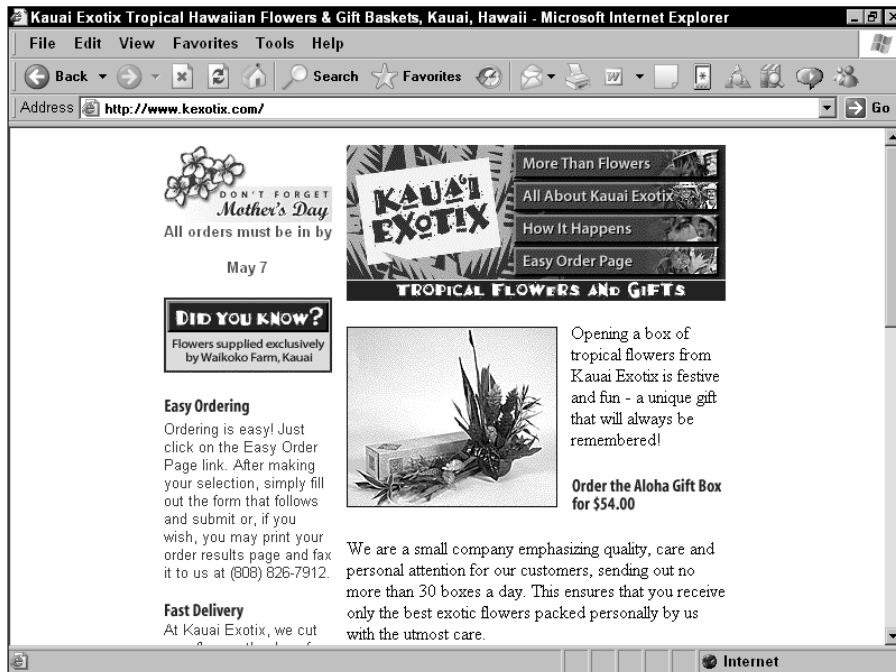 Kauai Exotix Tropical Hawaiian Flowers & Gift Baskets, Kauai, Hawaii - Microsoft Internet Explorer
File Edit View Favorites Tools Help
Back Search Favorites
Address http://www.kexotix.com/ Go
DON'T FORGET
Mother's Day
All orders must be in by
May 7
DID YOU KNOW?
Flowers supplied exclusively
by Waikoko Farm, Kauai
Easy Ordering
Ordering is easy! Just
click on the Easy Order
Page link. After making
your selection, simply fill
out the form that follows
and submit or, if you
wish, you may print your
order results page and fax
it to us at (808) 826-7912.
Fast Delivery
At Kauai Exotix, we cut
KAUA'I
EXOTIX
More Than Flowers
All About Kauai Exotix
How It Happens
Easy Order Page
TROPICAL FLOWERS AND GIFTS
Opening a box of
tropical flowers from
Kauai Exotix is festive
and fun - a unique gift
that will always be
remembered!
Order the Aloha Gift Box
for $54.00
We are a small company emphasizing quality, care and
personal attention for our customers, sending out no
more than 30 boxes a day. This ensures that you receive
only the best exotic flowers packed personally by us
with the utmost care.
Internet